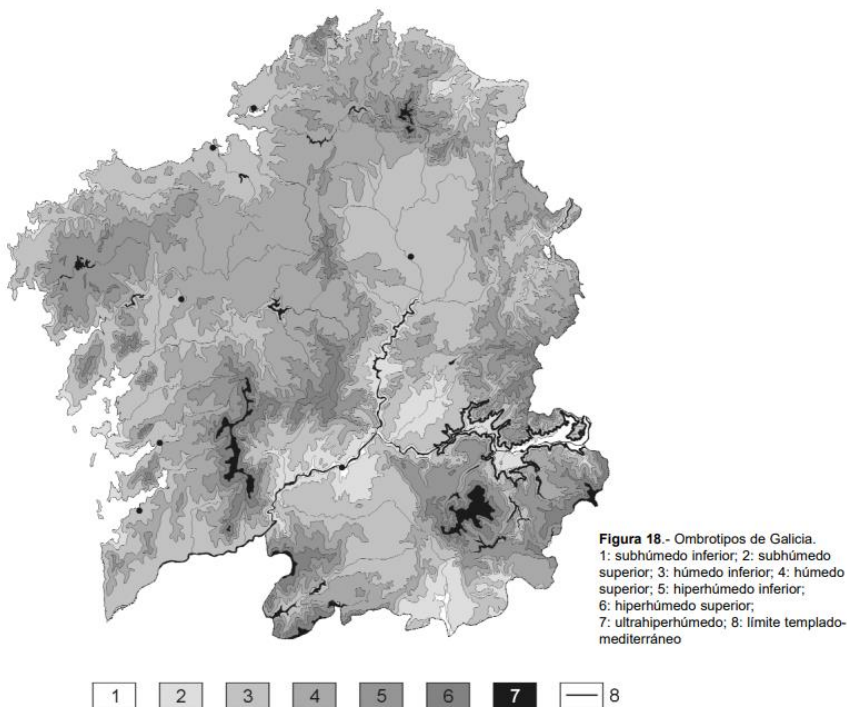 Figura 18.- Ombrotipos de Galicia.
1: subhúmedo inferior; 2: subhúmedo
superior; 3: húmedo inferior; 4: húmedo
superior; 5: hiperhúmedo inferior;
6: hiperhúmedo superior;
7: ultrahiperhúmedo; 8: límite templado-
mediterráneo
1 2 3 4 5 6 7 8